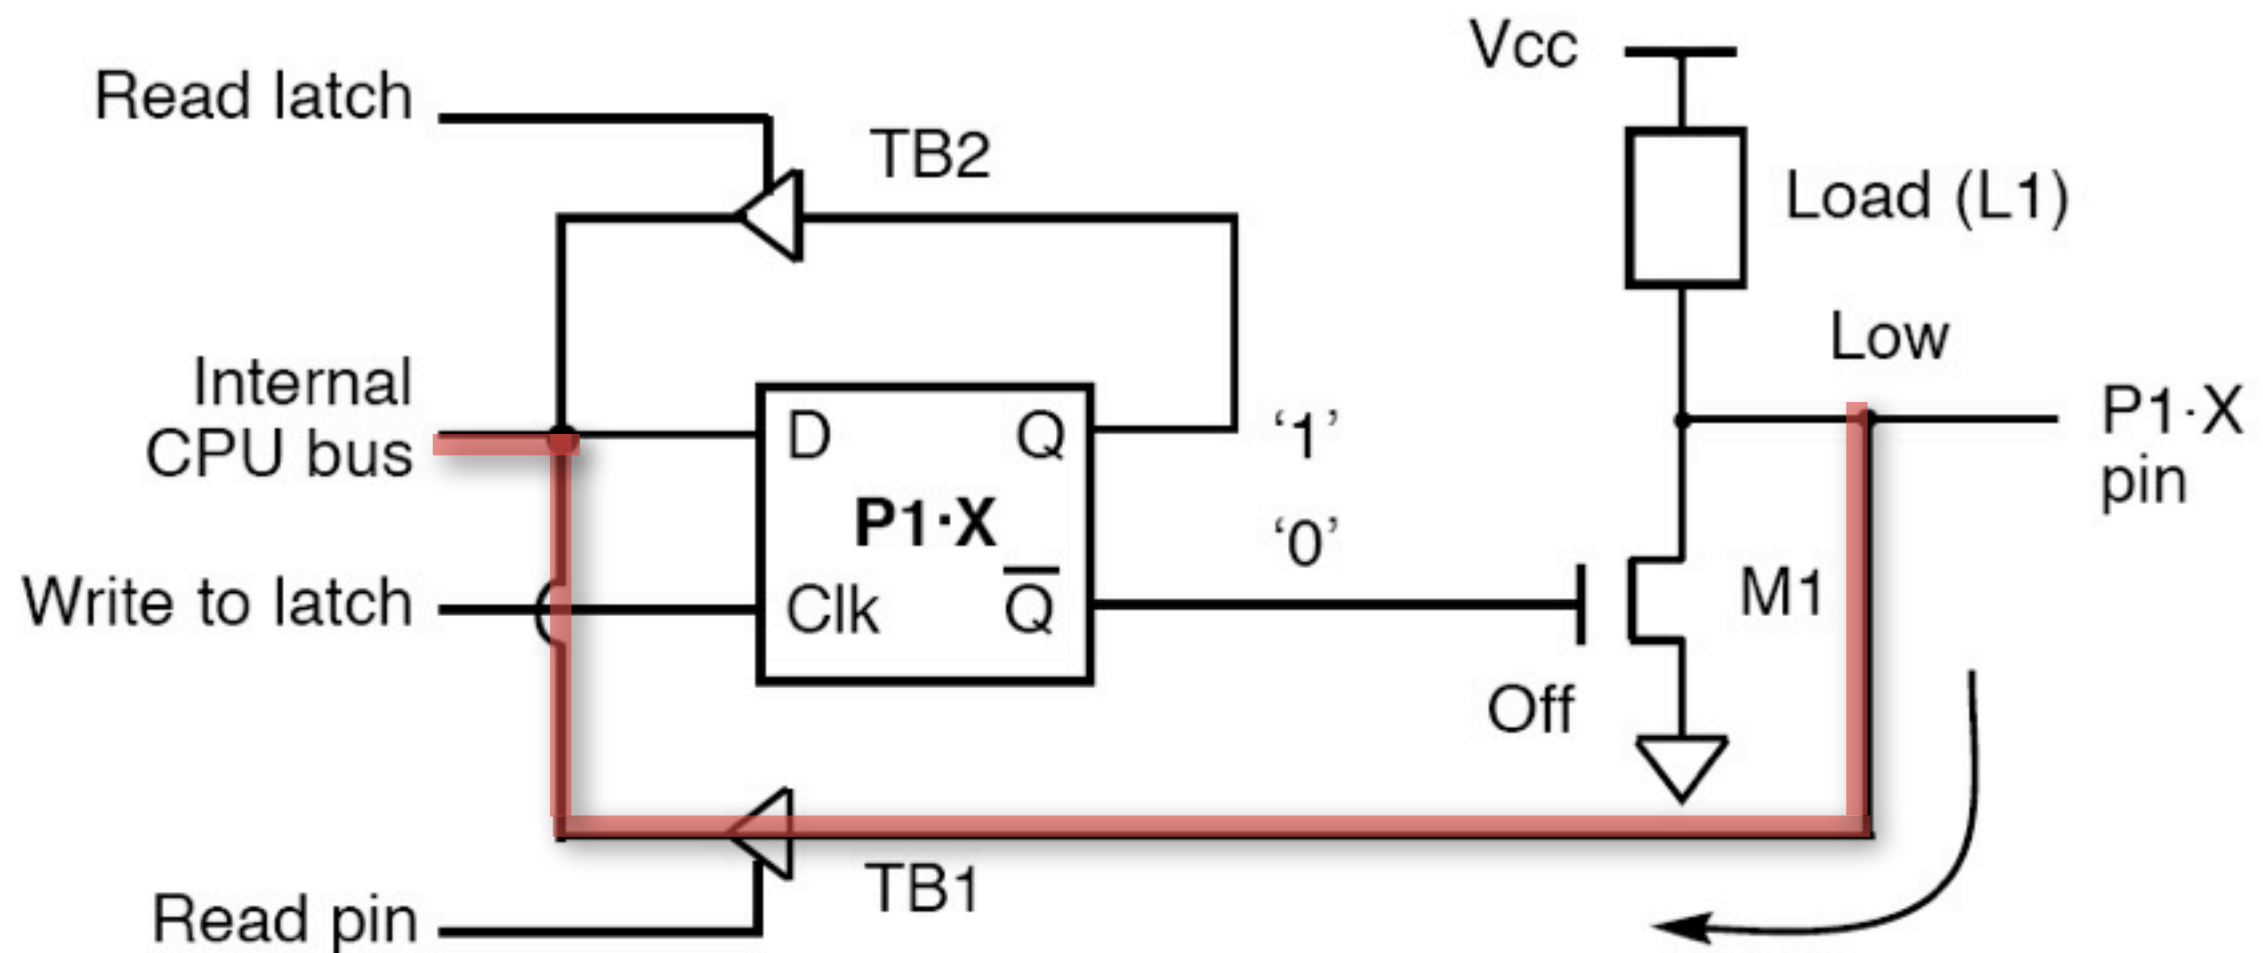 Vcc
Read latch
TB2
Load (L1)
Low
Internal
CPU bus
D
Q
‘1’
P1·X
pin
P1·X
‘0’
Write to latch
Clk
Q̅
M1
Off
TB1
Read pin